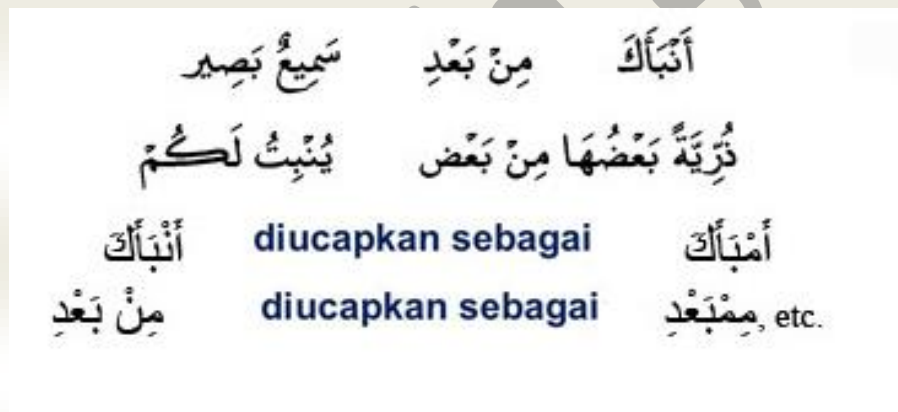 أَنْبَأَكَ مِنْ بَعْدِ سَمِيعٌ بَصِير
ذُرِّيَّةً بَعْضُهَا مِنْ بَعْض يُنْبِتُ لَكُمْ
أَنْبَأَكَ diucapkan sebagai أَمْبَأَكَ
مِنْ بَعْدِ diucapkan sebagai مِمْبَعْدِ, etc.